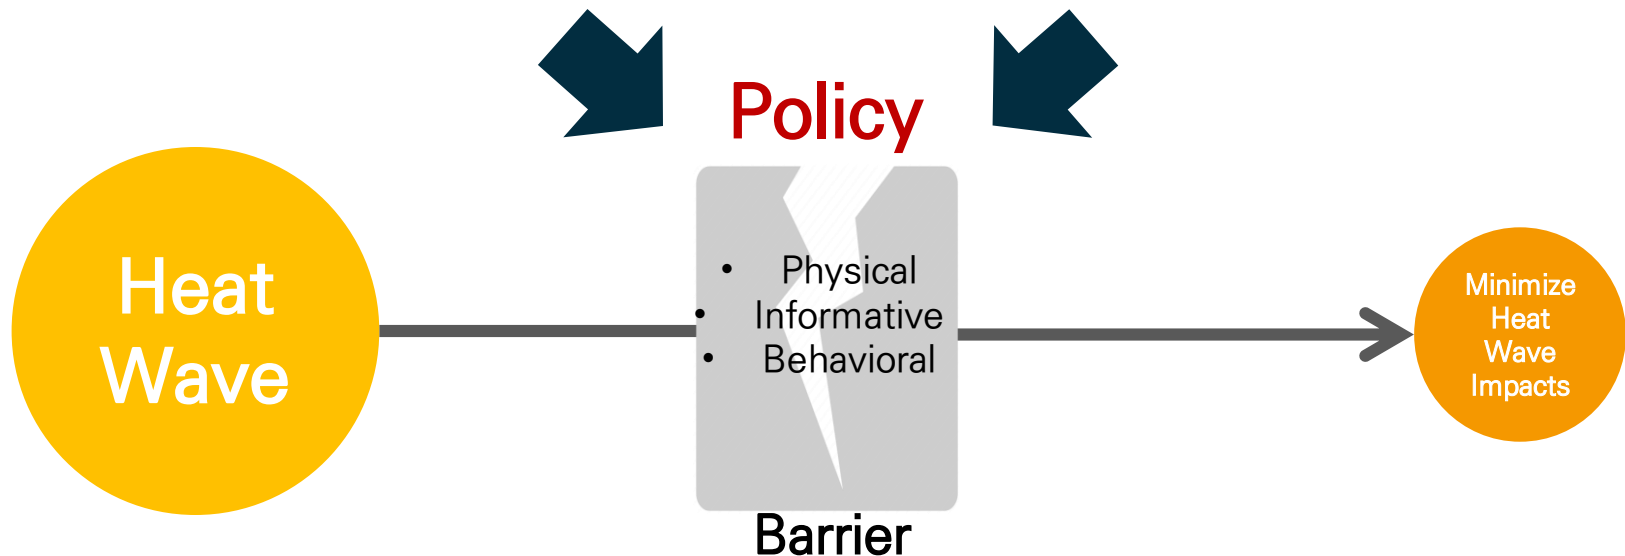 Policy
Heat
Wave
• Physical
• Informative
• Behavioral
Barrier
Minimize
Heat
Wave
Impacts